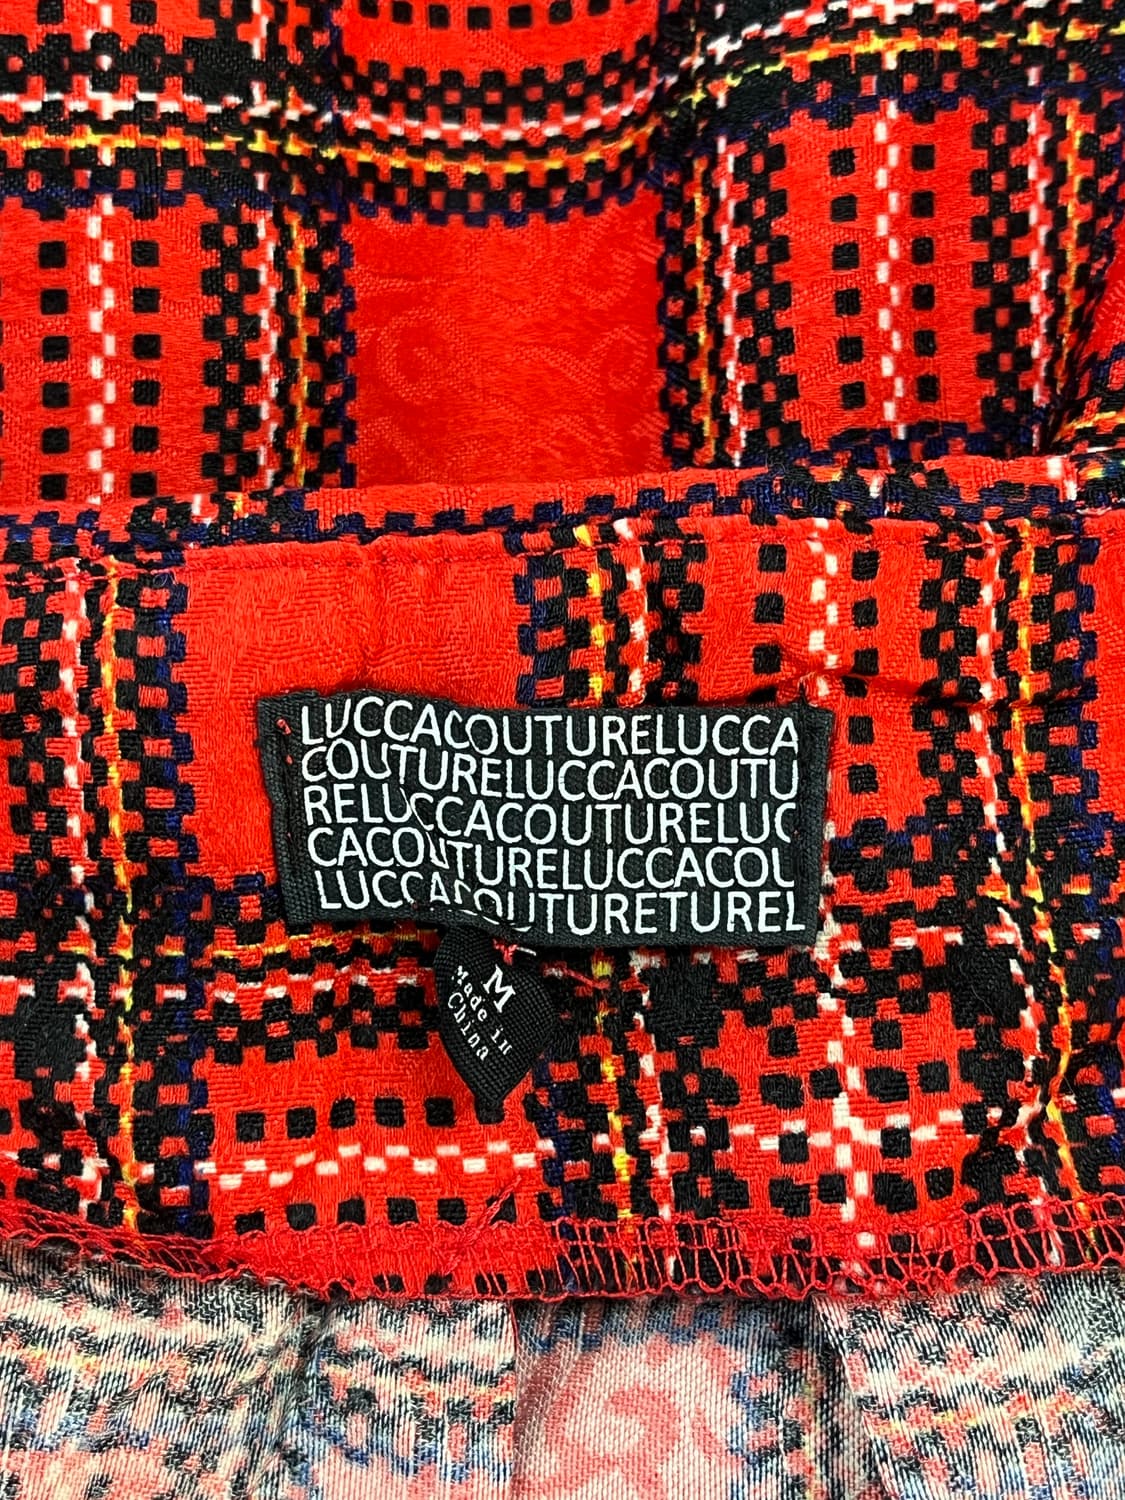 LUCCACOUTURELUCCA
COUTURELUCCACOUTU
RELUCCACOUTURELUC
CACOUTURELUCCACOU
LUCCACOUTURETUREL
M
Made in
China